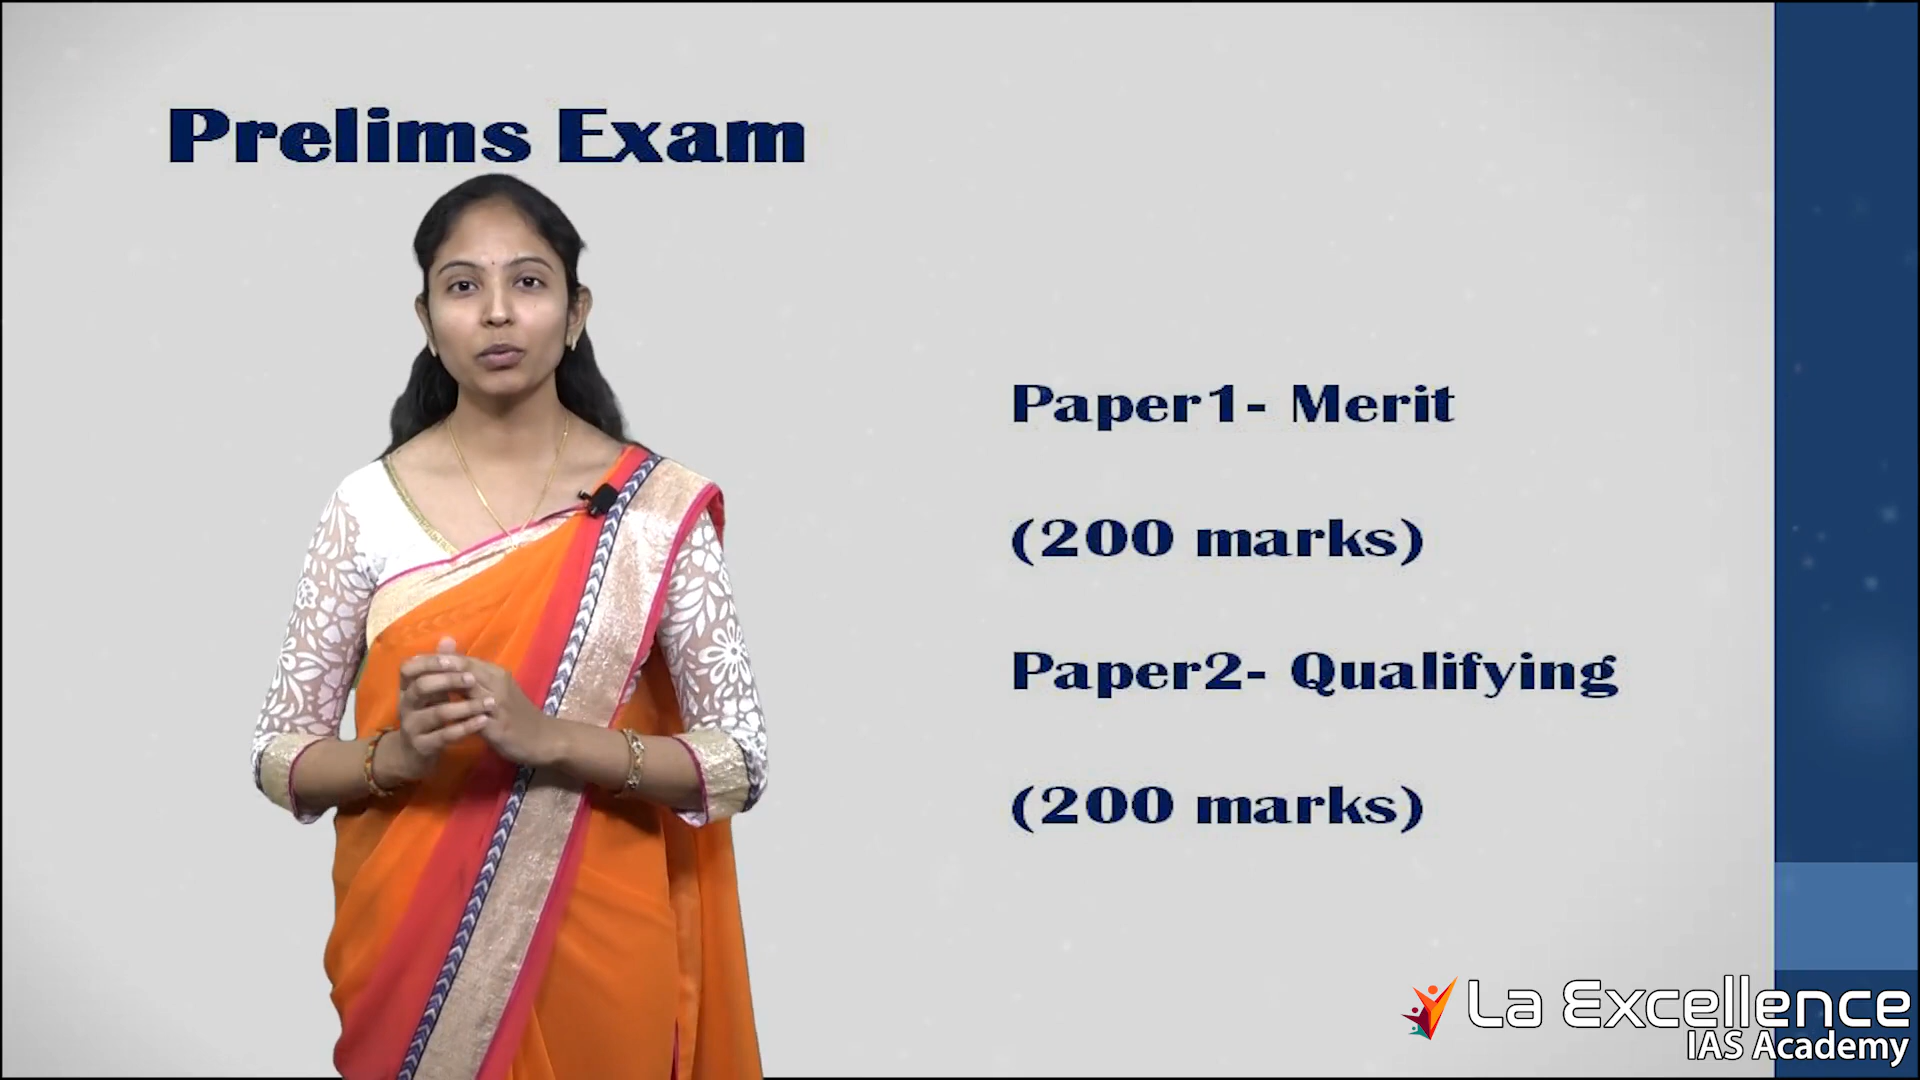 Prelims Exam
Paper1- Merit
(200 marks)
Paper2- Qualifying
(200 marks)
La Excellence
IAS Academy